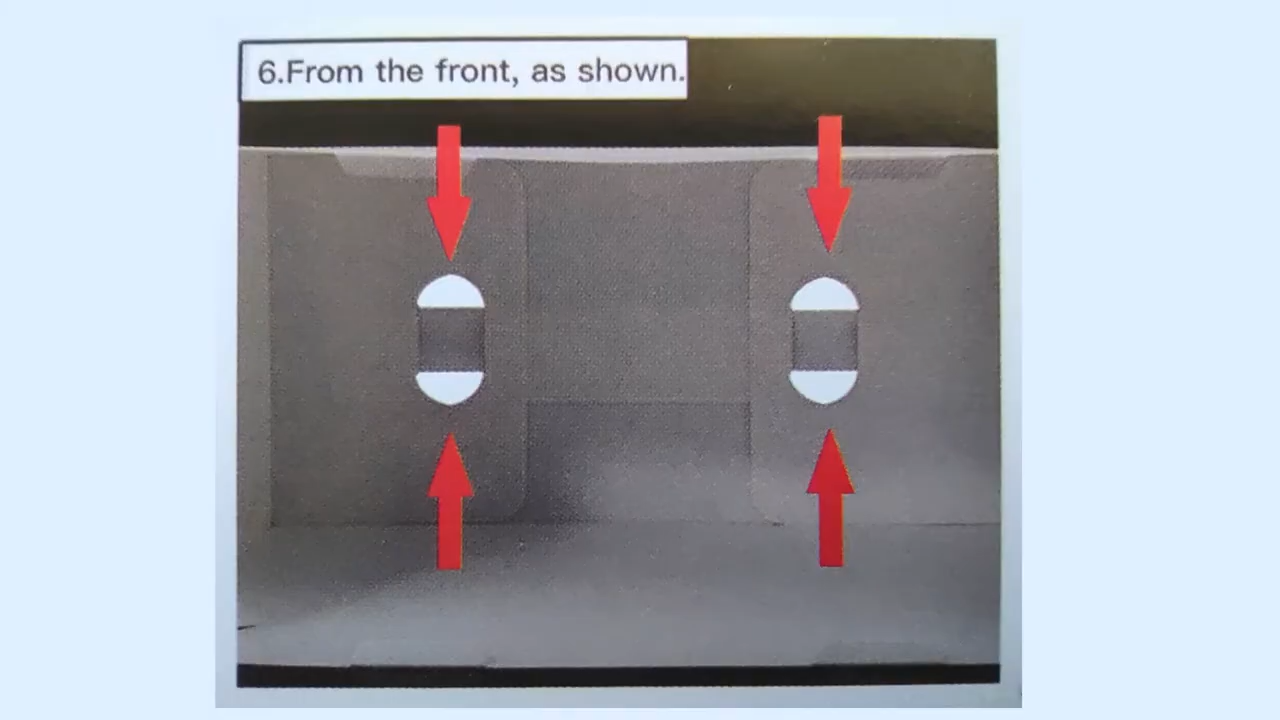 6.From the front, as shown.